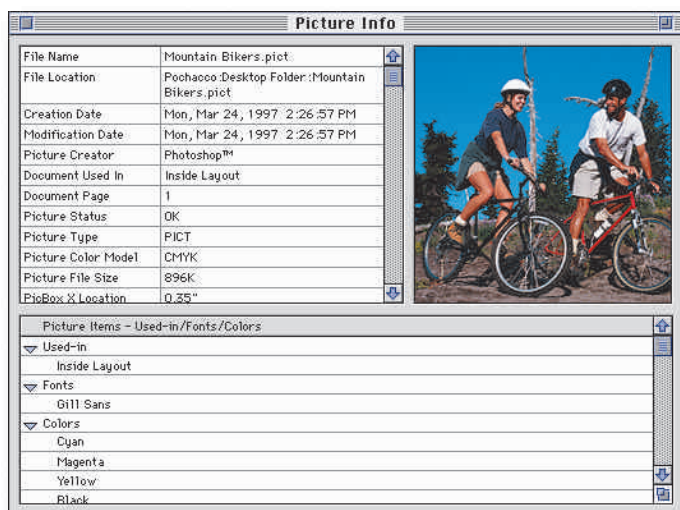 Picture Info
File Name Mountain Bikers.pict
File Location Pochacco:Desktop Folder:Mountain
Bikers.pict
Creation Date Mon, Mar 24, 1997 2:26:57 PM
Modification Date Mon, Mar 24, 1997 2:26:57 PM
Picture Creator Photoshop™
Document Used In Inside Layout
Document Page 1
Picture Status OK
Picture Type PICT
Picture Color Model CMYK
Picture File Size 896K
PicBox X Location 0.35"
Picture Items - Used-in/Fonts/Colors
Used-in
Inside Layout
Fonts
Gill Sans
Colors
Cyan
Magenta
Yellow
Black